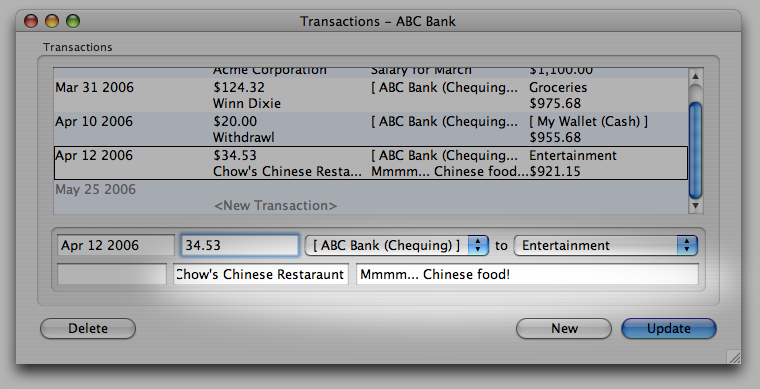 Transactions – ABC Bank
Transactions
Acme Corporation Salary for March $1,100.00
Mar 31 2006 $124.32 [ ABC Bank (Chequing... Groceries
Winn Dixie $975.68
Apr 10 2006 $20.00 [ ABC Bank (Chequing... [ My Wallet (Cash) ]
Withdrawl $955.68
Apr 12 2006 $34.53 [ ABC Bank (Chequing... Entertainment
Chow's Chinese Resta... Mmmm... Chinese food... $921.15
May 25 2006
<New Transaction>
Apr 12 2006 34.53 [ ABC Bank (Chequing) ] to Entertainment
Chow's Chinese Restaraunt Mmmm... Chinese food!
Delete New Update